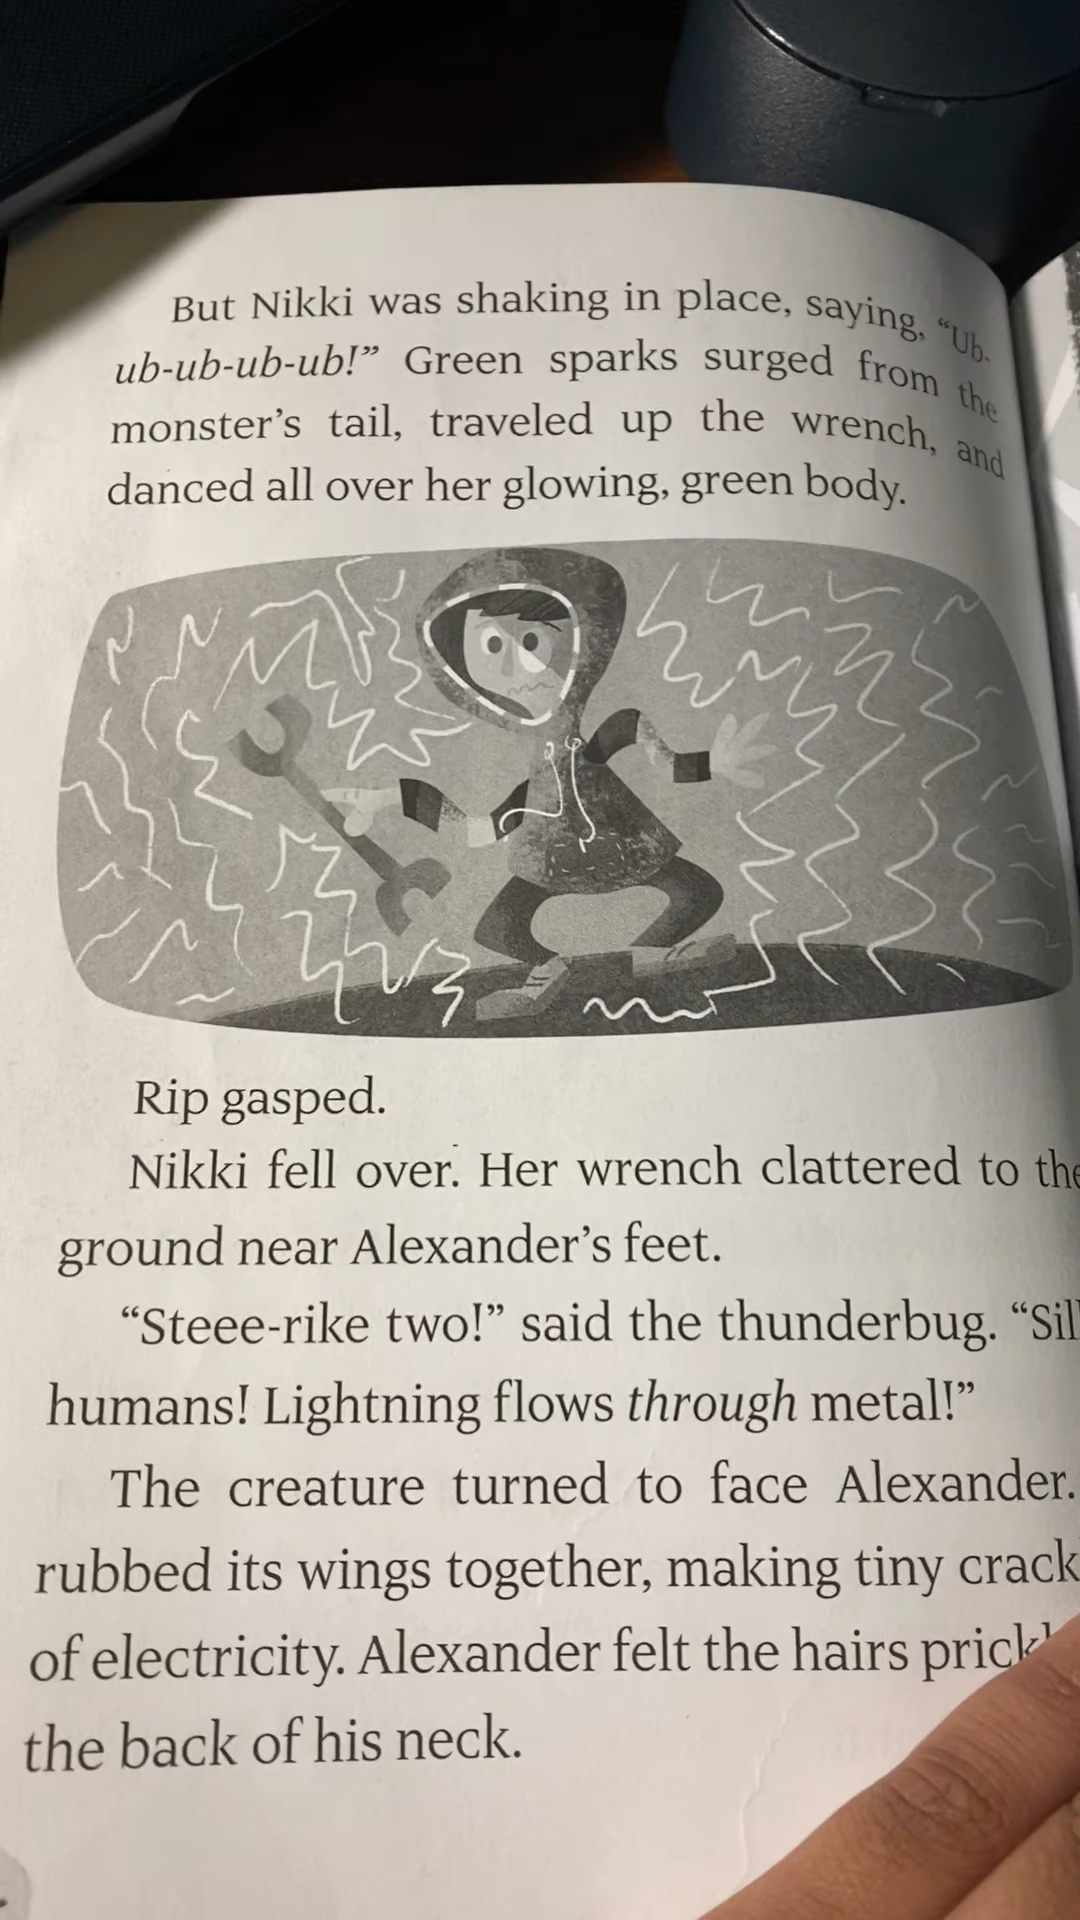 But Nikki was shaking in place, saying, “Ub-
ub-ub-ub-ub!” Green sparks surged from the
monster’s tail, traveled up the wrench, and
danced all over her glowing, green body.
Rip gasped.
Nikki fell over. Her wrench clattered to the
ground near Alexander’s feet.
“Steee-rike two!” said the thunderbug. “Sil
humans! Lightning flows through metal!”
The creature turned to face Alexander.
rubbed its wings together, making tiny crack
of electricity. Alexander felt the hairs prick
the back of his neck.